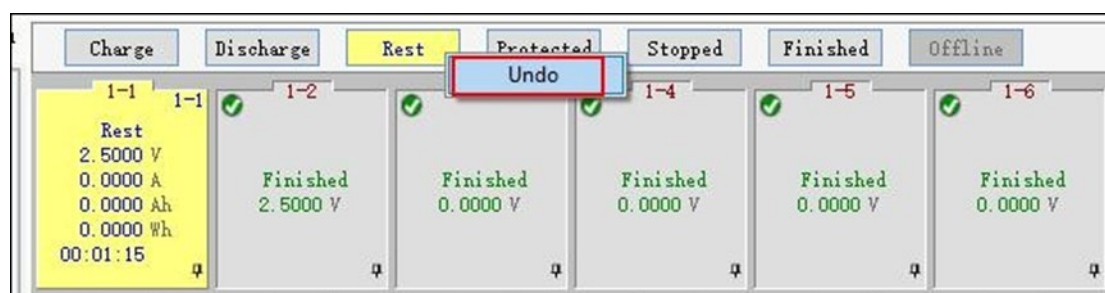 Charge Discharge Rest Protected Stopped Finished Offline
Undo
1-1 1-1 1-2 1-4 1-5 1-6
Rest
2.5000 V
0.0000 A Finished Finished Finished Finished Finished
0.0000 Ah 2.5000 V 0.0000 V 0.0000 V 0.0000 V 0.0000 V
0.0000 Wh
00:01:15